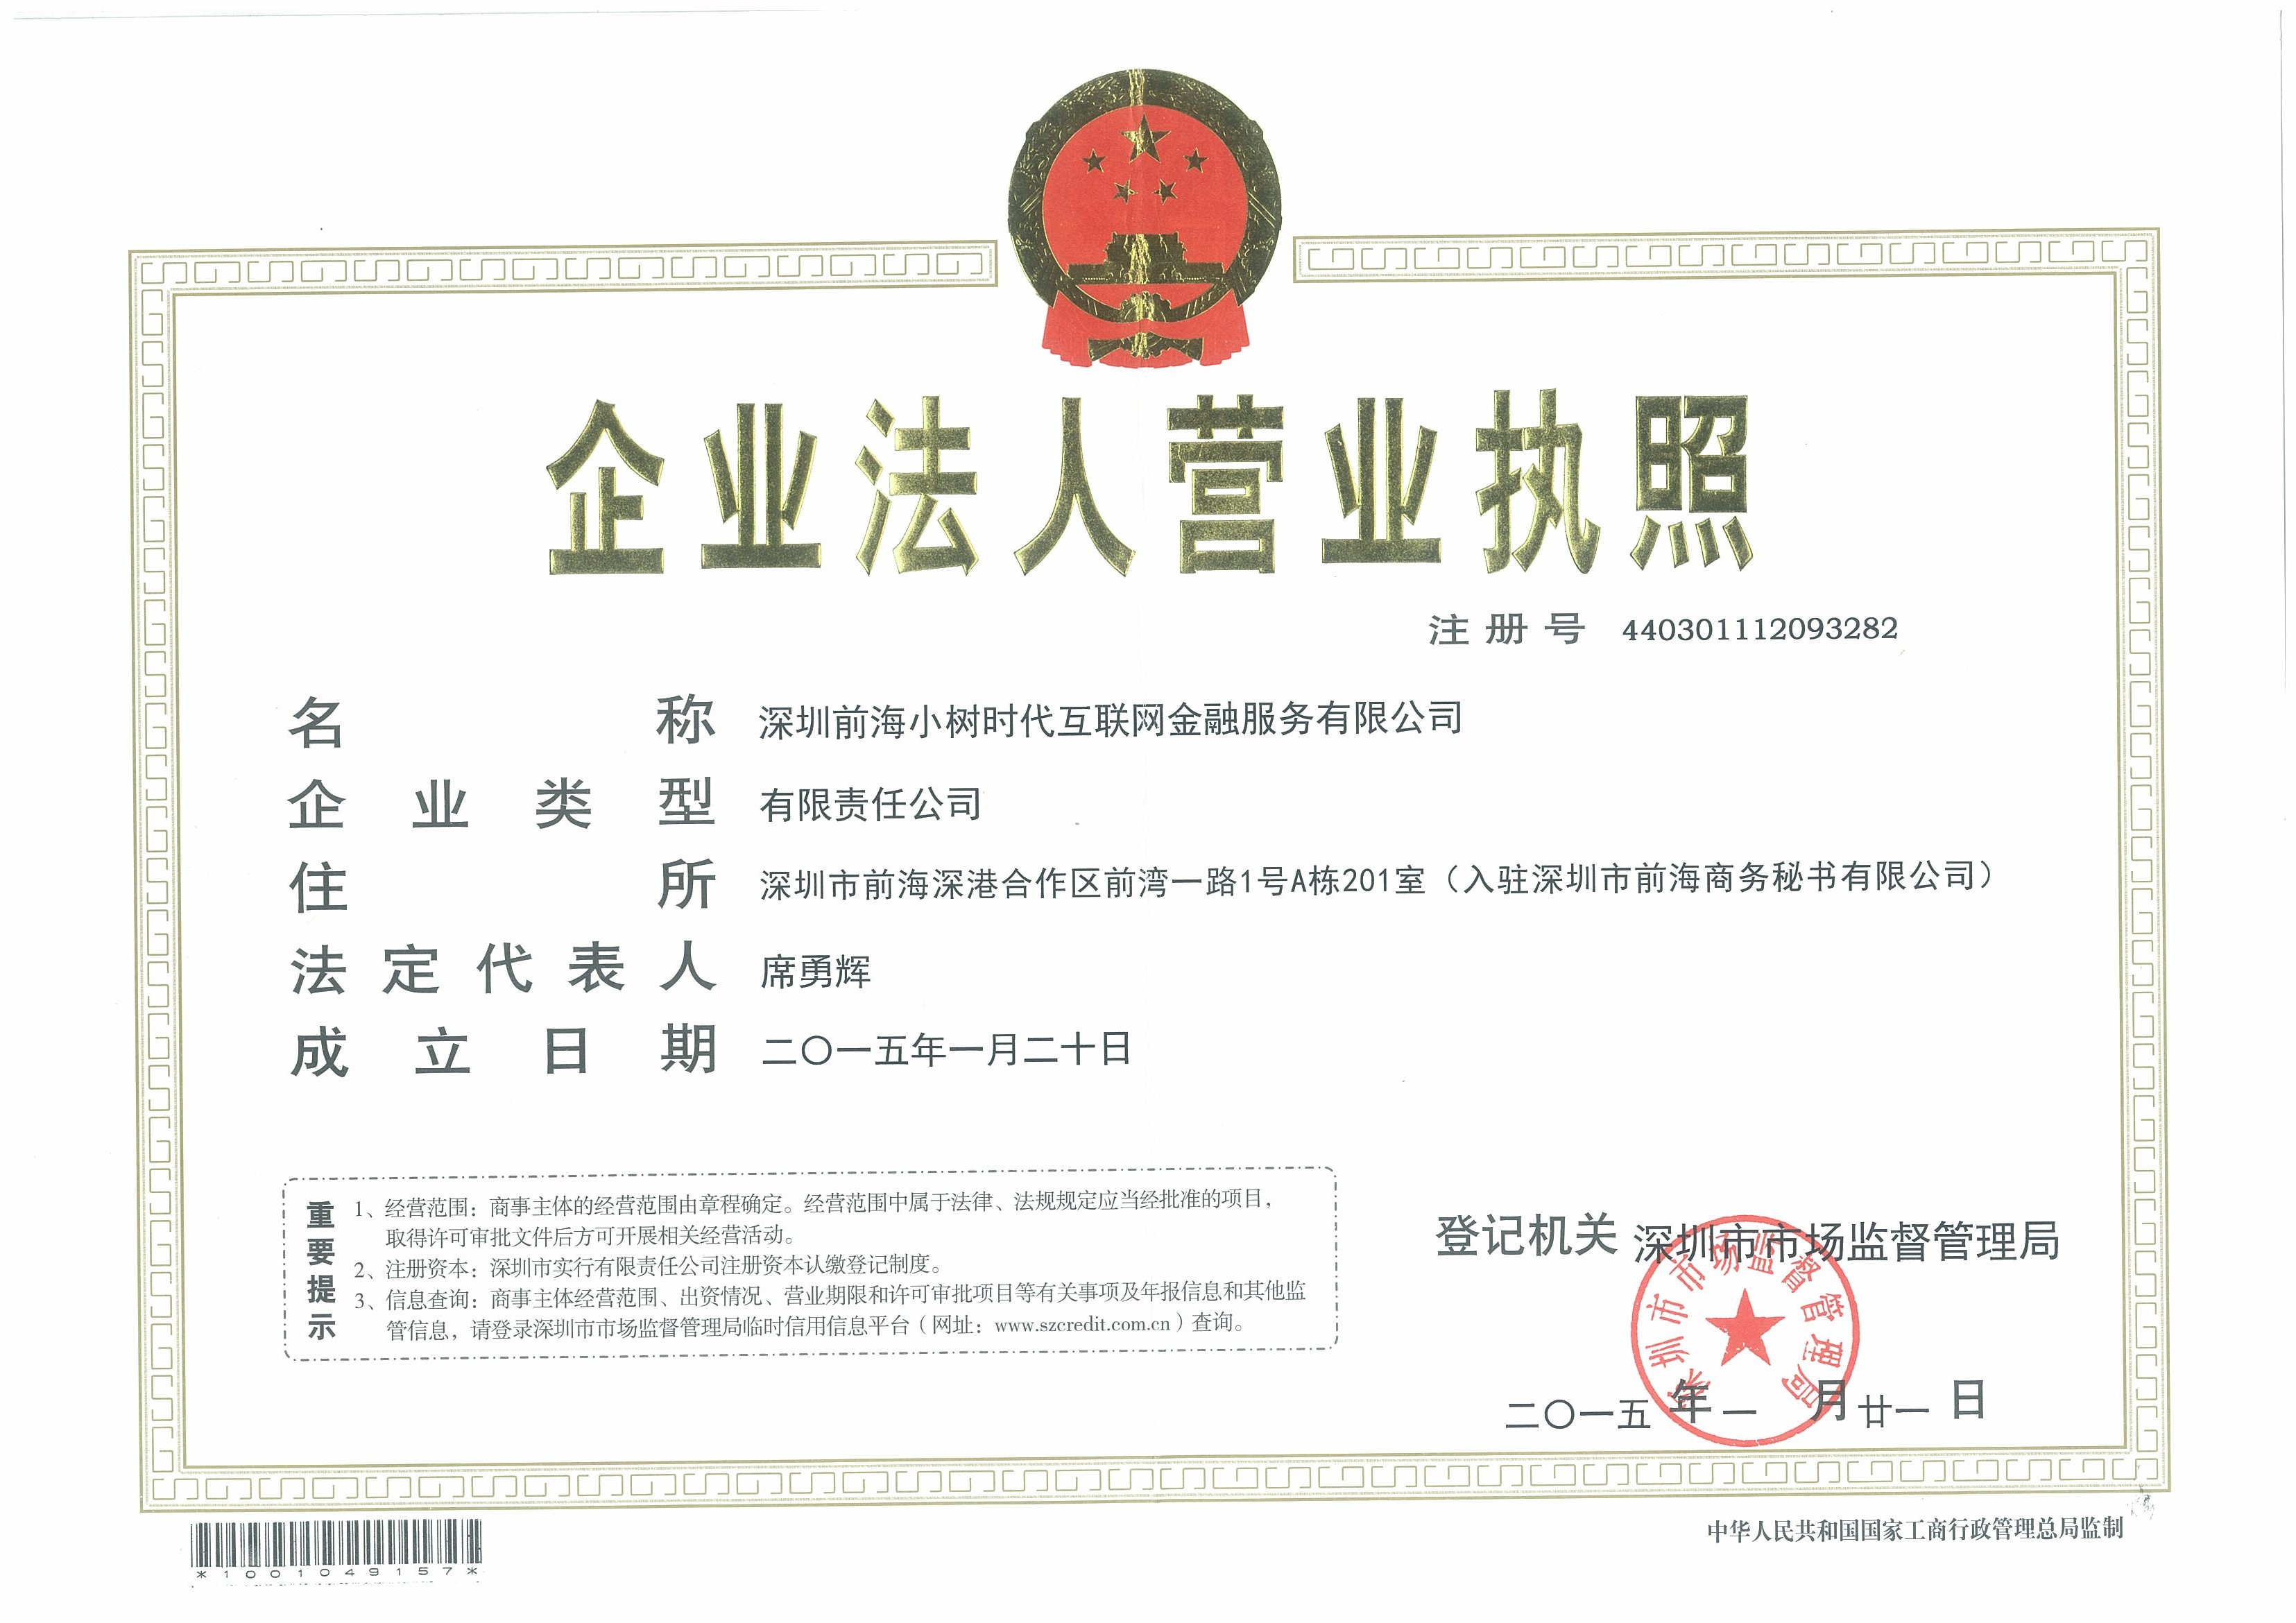 企业法人营业执照
注册号 440301112093282
名称 深圳前海小树时代互联网金融服务有限公司
企业类型 有限责任公司
住所 深圳市前海深港合作区前湾一路1号A栋201室（入驻深圳市前海商务秘书有限公司）
法定代表人 席勇辉
成立日期 二〇一五年一月二十日
重要提示
1、经营范围：商事主体的经营范围由章程确定。经营范围中属于法律、法规规定应当经批准的项目，
取得许可审批文件后方可开展相关经营活动。
2、注册资本：深圳市实行有限责任公司注册资本认缴登记制度。
3、信息查询：商事主体经营范围、出资情况、营业期限和许可审批项目等有关事项及年报信息和其他监
管信息，请登录深圳市市场监督管理局临时信用信息平台（网址：www.szcredit.com.cn）查询。
登记机关 深圳市市场监督管理局
深圳市市场监督管理局
二〇一五年一月廿一日
*1001049157*
中华人民共和国国家工商行政管理总局监制